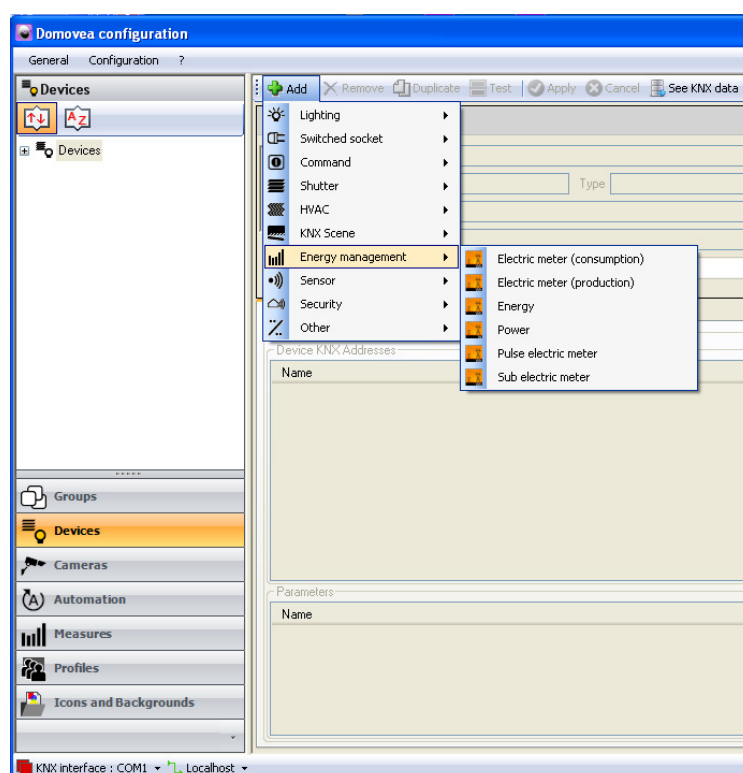 Domovea configuration
General Configuration ?
Devices
Add Remove Duplicate Test Apply Cancel See KNX data
Devices
Lighting
Switched socket
Command
Shutter
Type
HVAC
KNX Scene
Energy management
Sensor
Security
Other
Electric meter (consumption)
Electric meter (production)
Energy
Power
Pulse electric meter
Sub electric meter
Device KNX Addresses
Name
Groups
Devices
Cameras
Automation
Measures
Profiles
Icons and Backgrounds
Parameters
Name
KNX interface : COM1 Localhost